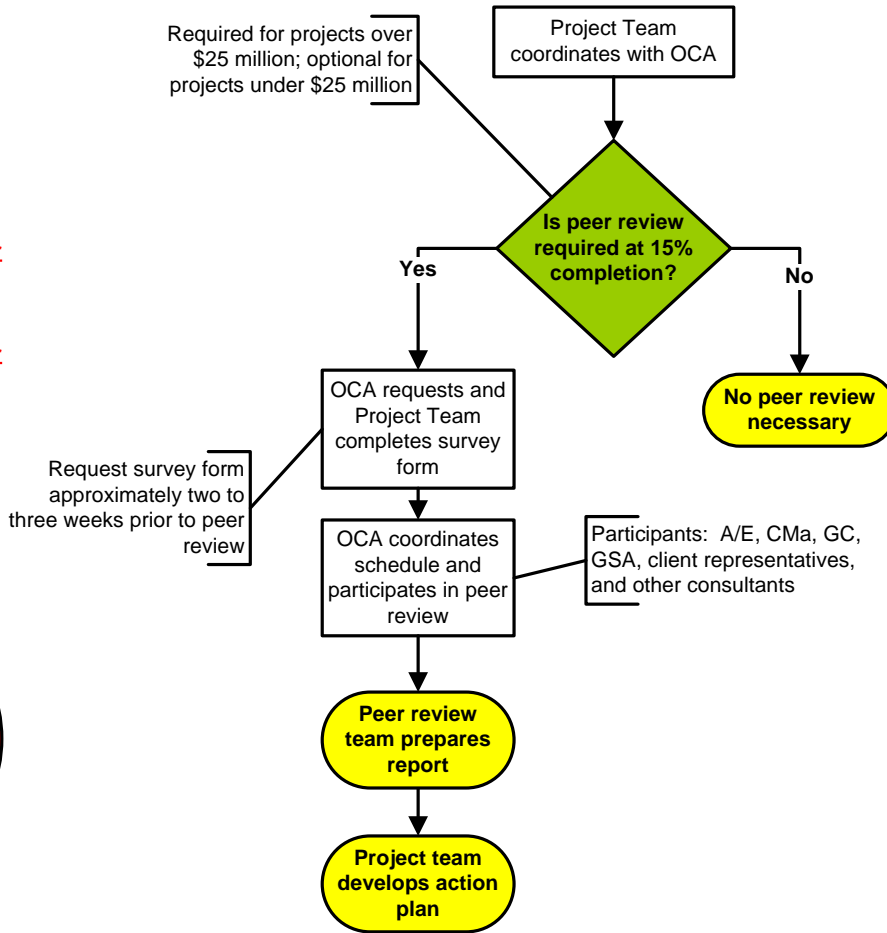 Required for projects over
$25 million; optional for
projects under $25 million
Project Team
coordinates with OCA
Is peer review
required at 15%
completion?
Yes
No
OCA requests and
Project Team
completes survey
form
No peer review
necessary
Request survey form
approximately two to
three weeks prior to peer
review
OCA coordinates
schedule and
participates in peer
review
Participants:  A/E, CMa, GC,
GSA, client representatives,
and other consultants
Peer review
team prepares
report
Project team
develops action
plan